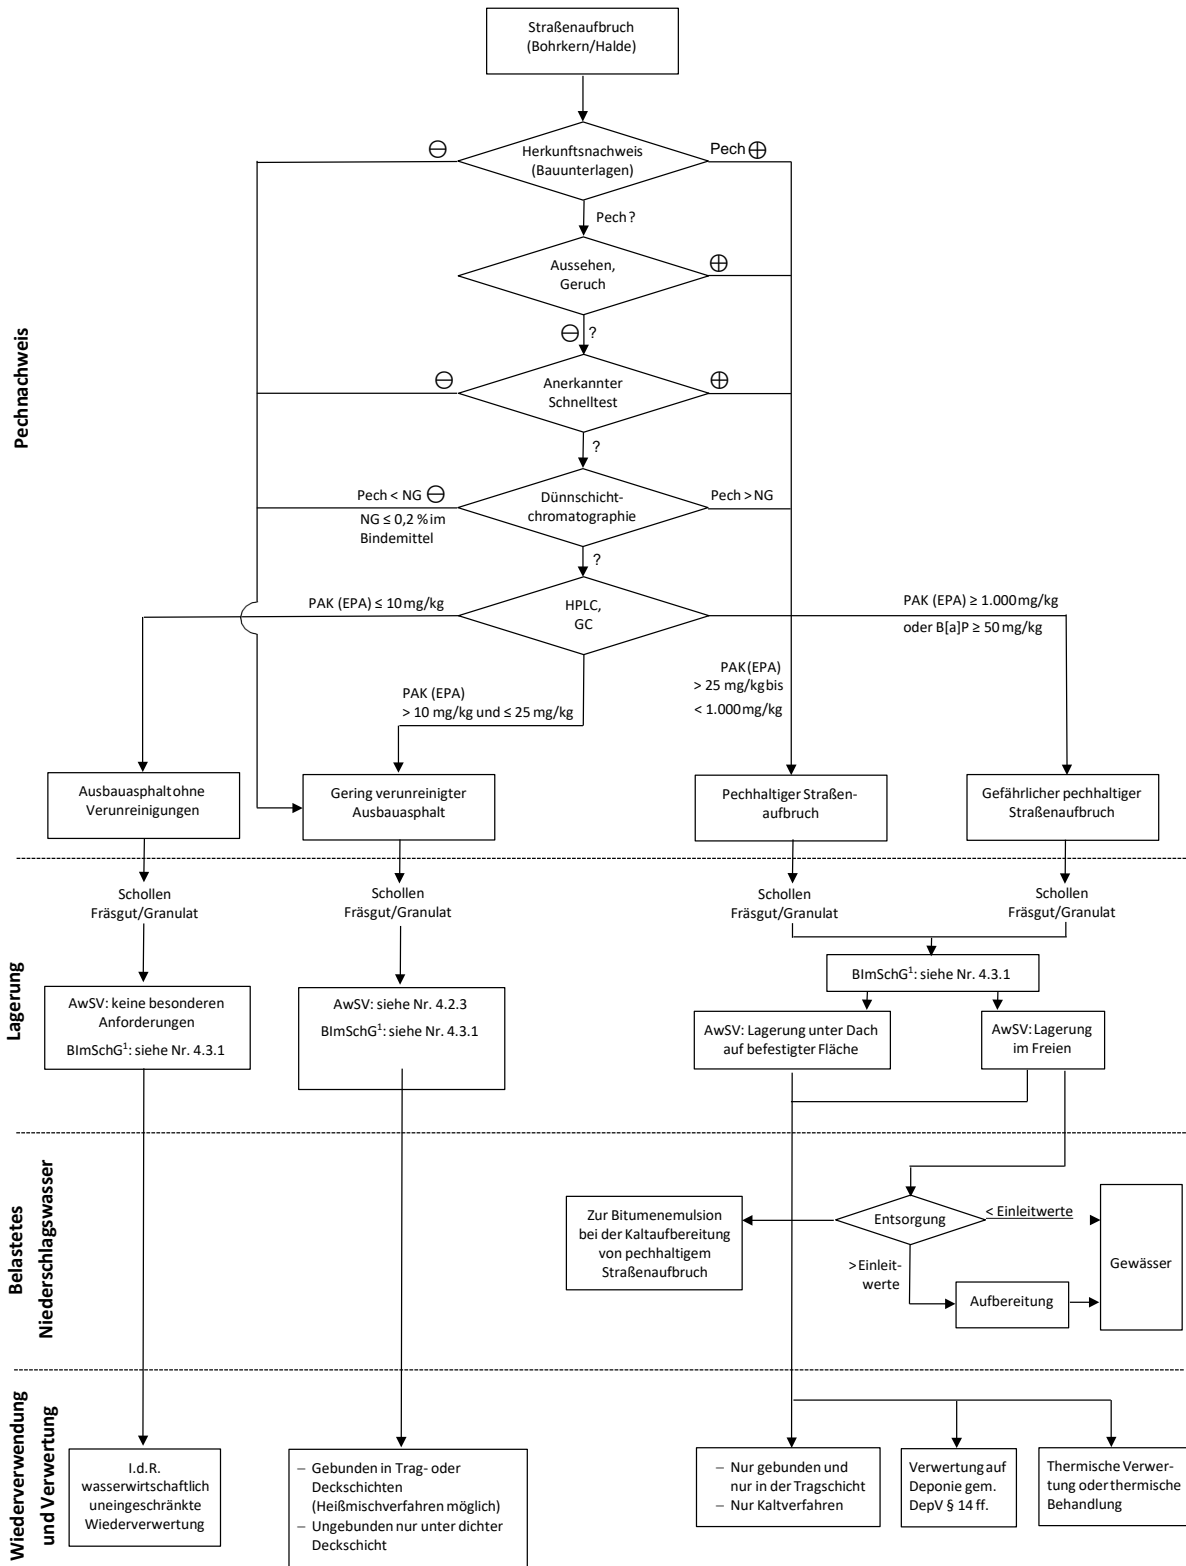 Straßenaufbruch
(Bohrkern/Halde)
Pechnachweis
⊖
Herkunftsnachweis
(Bauunterlagen)
Pech ⊕
Pech ?
Aussehen,
Geruch
⊕
⊖ ?
⊖
Anerkannter
Schnelltest
⊕
?
Pech < NG ⊖
NG ≤ 0,2 % im
Bindemittel
Dünnschicht-
chromatographie
Pech > NG
?
PAK (EPA) ≤ 10 mg/kg
HPLC,
GC
PAK (EPA) ≥ 1.000 mg/kg
oder B[a]P ≥ 50 mg/kg
PAK (EPA)
> 10 mg/kg und ≤ 25 mg/kg
PAK (EPA)
> 25 mg/kg bis
< 1.000 mg/kg
Ausbauasphalt ohne
Verunreinigungen
Gering verunreinigter
Ausbauasphalt
Pechhaltiger Straßen-
aufbruch
Gefährlicher pechhaltiger
Straßenaufbruch
Lagerung
Schollen
Fräsgut/Granulat
Schollen
Fräsgut/Granulat
Schollen
Fräsgut/Granulat
Schollen
Fräsgut/Granulat
AwSV: keine besonderen
Anforderungen
BImSchG¹: siehe Nr. 4.3.1
AwSV: siehe Nr. 4.2.3
BImSchG¹: siehe Nr. 4.3.1
BImSchG¹: siehe Nr. 4.3.1
AwSV: Lagerung unter Dach
auf befestigter Fläche
AwSV: Lagerung
im Freien
Belastetes
Niederschlagswasser
Zur Bitumenemulsion
bei der Kaltaufbereitung
von pechhaltigem
Straßenaufbruch
Entsorgung
< Einleitwerte
> Einleit-
werte
Aufbereitung
Gewässer
Wiederverwendung
und Verwertung
I.d.R.
wasserwirtschaftlich
uneingeschränkte
Wiederverwertung
– Gebunden in Trag- oder
Deckschichten
(Heißmischverfahren möglich)
– Ungebunden nur unter dichter
Deckschicht
– Nur gebunden und
nur in der Tragschicht
– Nur Kaltverfahren
Verwertung auf
Deponie gem.
DepV § 14 ff.
Thermische Verwer-
tung oder thermische
Behandlung